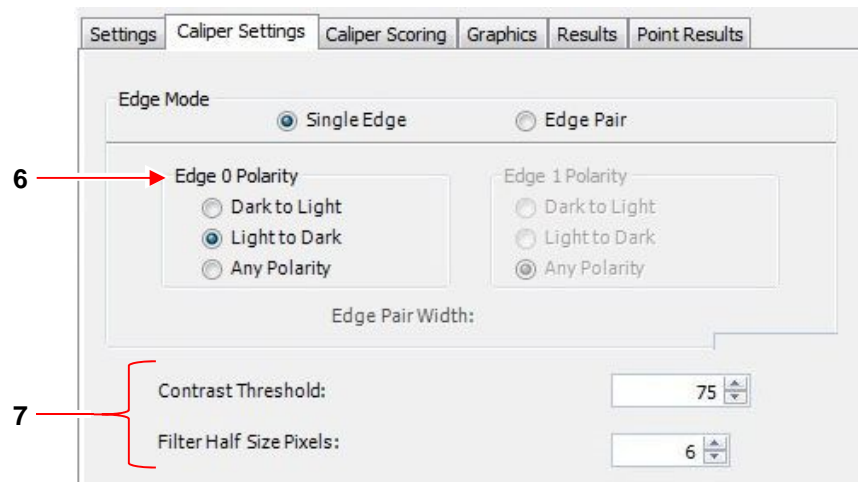 Settings Caliper Settings Caliper Scoring Graphics Results Point Results
Edge Mode
Single Edge Edge Pair
6
Edge 0 Polarity Edge 1 Polarity
Dark to Light Dark to Light
Light to Dark Light to Dark
Any Polarity Any Polarity
Edge Pair Width:
7
Contrast Threshold: 75
Filter Half Size Pixels: 6